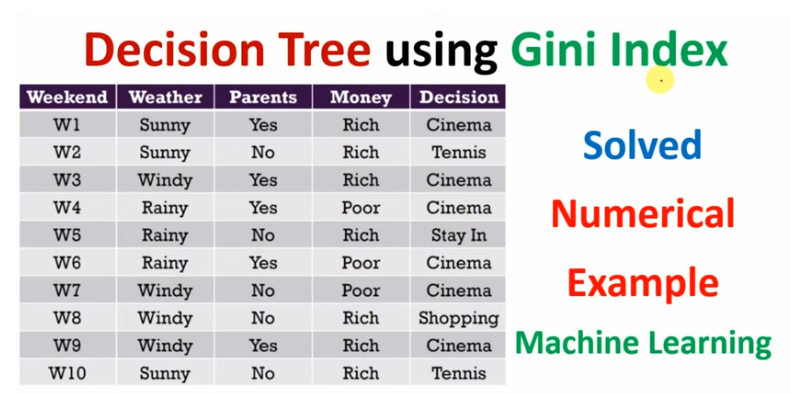 Decision Tree using Gini Index
Weekend Weather Parents Money Decision
W1 Sunny Yes Rich Cinema
W2 Sunny No Rich Tennis
W3 Windy Yes Rich Cinema
W4 Rainy Yes Poor Cinema
W5 Rainy No Rich Stay In
W6 Rainy Yes Poor Cinema
W7 Windy No Poor Cinema
W8 Windy No Rich Shopping
W9 Windy Yes Rich Cinema
W10 Sunny No Rich Tennis
Solved
Numerical
Example
Machine Learning